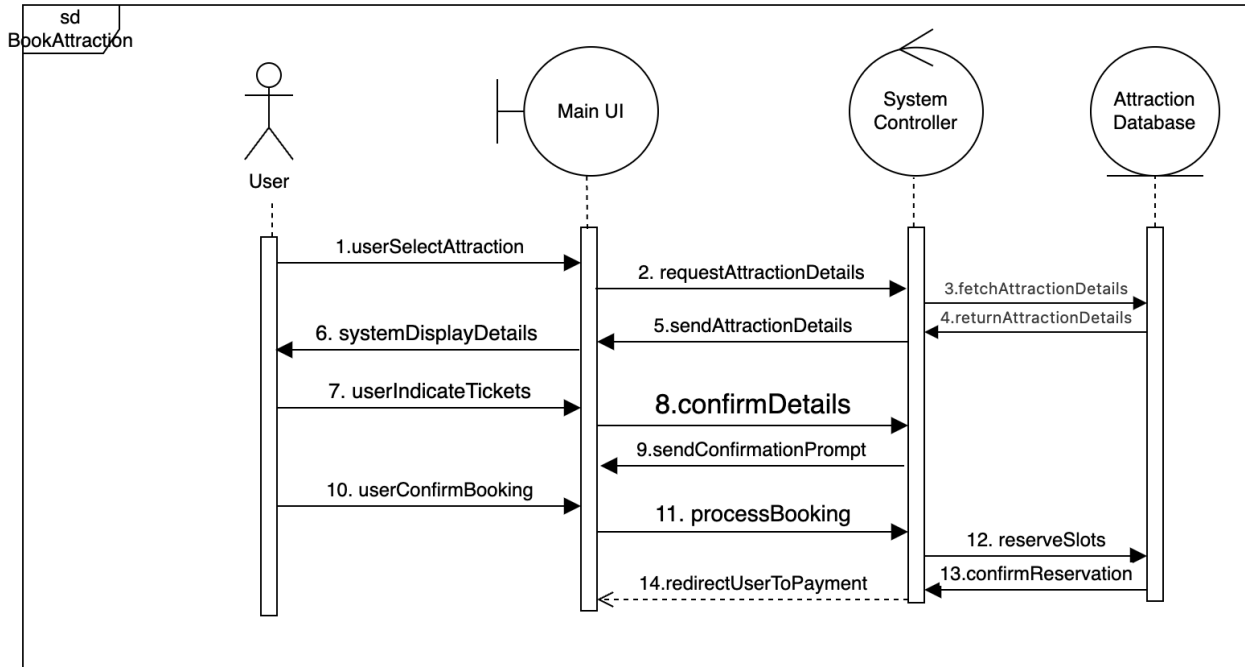 sd
BookAttraction
User
Main UI
System
Controller
Attraction
Database
1.userSelectAttraction
2. requestAttractionDetails
3.fetchAttractionDetails
4.returnAttractionDetails
5.sendAttractionDetails
6. systemDisplayDetails
7. userIndicateTickets
8.confirmDetails
9.sendConfirmationPrompt
10. userConfirmBooking
11. processBooking
12. reserveSlots
13.confirmReservation
14.redirectUserToPayment